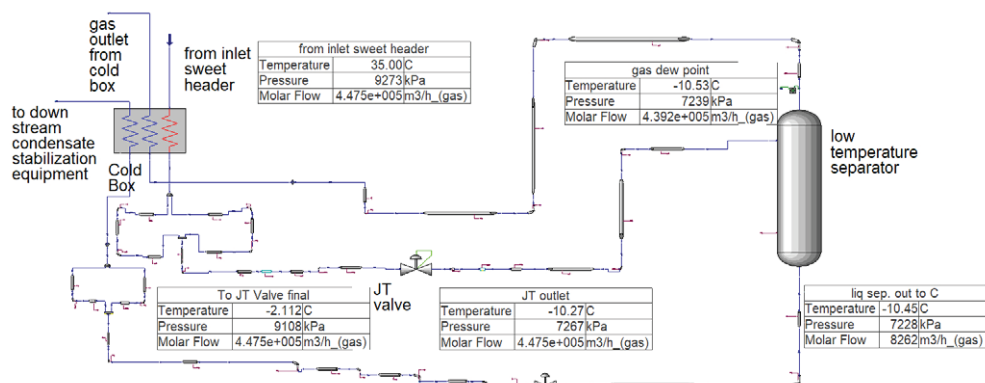 gas
outlet
from
cold
box
from inlet
sweet
header
to down
stream
condensate
stabilization
equipment
Cold
Box
from inlet sweet header
Temperature 35.00 C
Pressure 9273 kPa
Molar Flow 4.475e+005 m3/h_(gas)
gas dew point
Temperature -10.53 C
Pressure 7239 kPa
Molar Flow 4.392e+005 m3/h_(gas)
low
temperature
separator
To JT Valve final
Temperature -2.112 C
Pressure 9108 kPa
Molar Flow 4.475e+005 m3/h_(gas)
JT
valve
JT outlet
Temperature -10.27 C
Pressure 7267 kPa
Molar Flow 4.475e+005 m3/h_(gas)
liq sep. out to C
Temperature -10.45 C
Pressure 7228 kPa
Molar Flow 8262 m3/h_(gas)